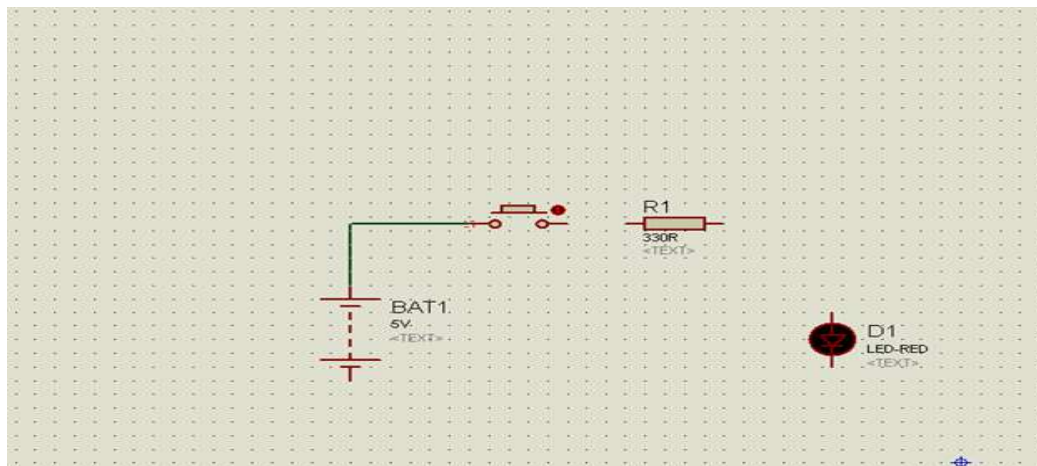 R1
330R
<TEXT>
BAT1
5V
<TEXT>
D1
LED-RED
<TEXT>